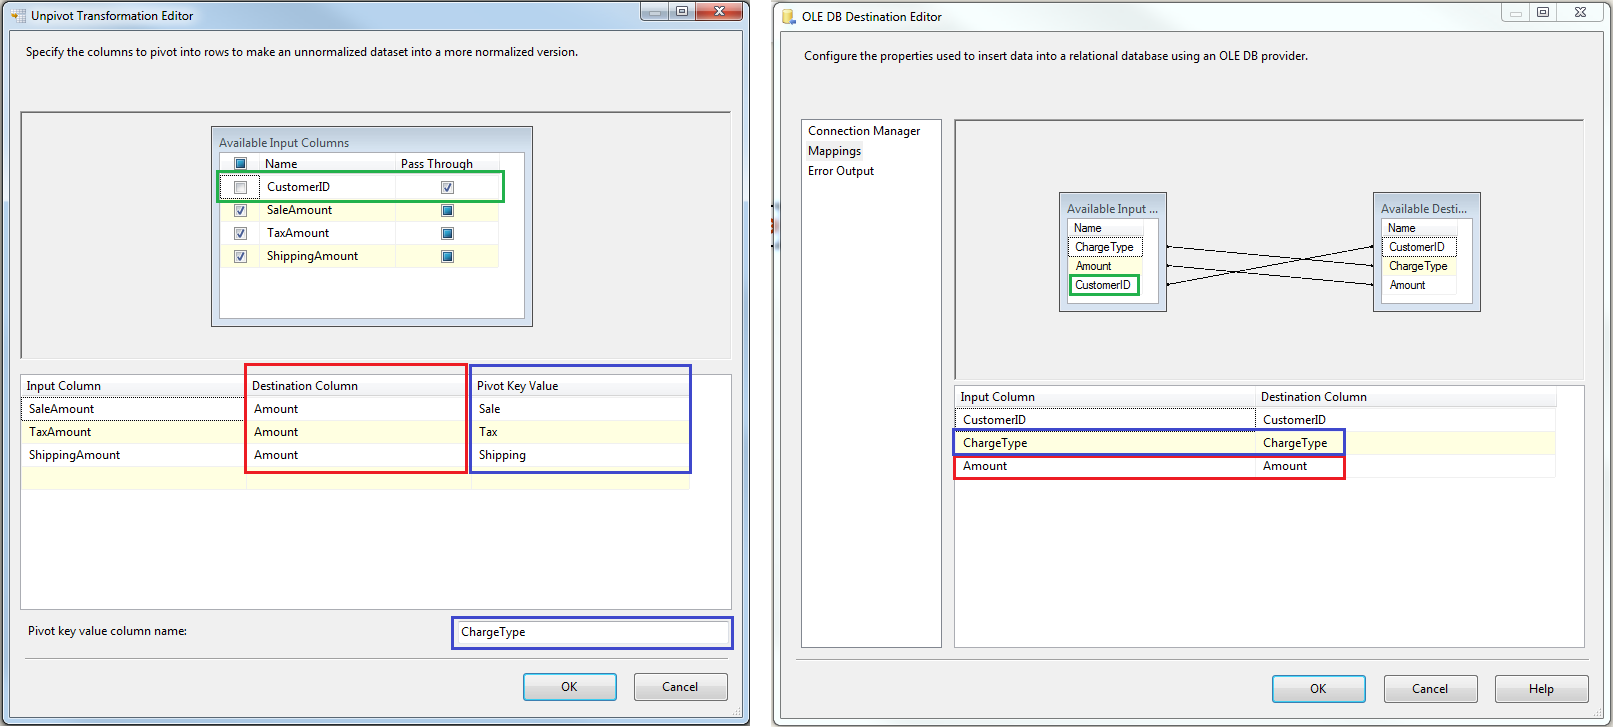 Unpivot Transformation Editor
Specify the columns to pivot into rows to make an unnormalized dataset into a more normalized version.
Available Input Columns
Name Pass Through
CustomerID
SaleAmount
TaxAmount
ShippingAmount
Input Column Destination Column Pivot Key Value
SaleAmount Amount Sale
TaxAmount Amount Tax
ShippingAmount Amount Shipping
Pivot key value column name: ChargeType
OK Cancel
OLE DB Destination Editor
Configure the properties used to insert data into a relational database using an OLE DB provider.
Connection Manager
Mappings
Error Output
Available Input ...
Name
ChargeType
Amount
CustomerID
Available Desti...
Name
CustomerID
ChargeType
Amount
Input Column Destination Column
CustomerID CustomerID
ChargeType ChargeType
Amount Amount
OK Cancel Help